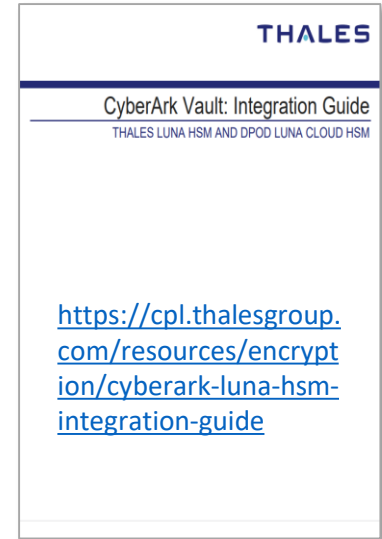 THALES
CyberArk Vault: Integration Guide
THALES LUNA HSM AND DPOD LUNA CLOUD HSM
https://cpl.thalesgroup.
com/resources/encrypt
ion/cyberark-luna-hsm-
integration-guide